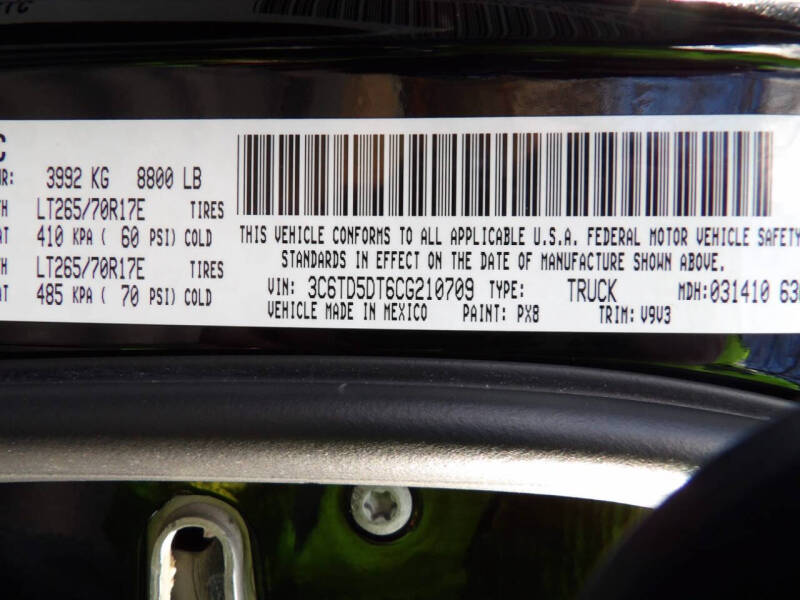 C
3992 KG 8800 LB
LT265/70R17E TIRES
410 KPA ( 60 PSI) COLD
LT265/70R17E TIRES
485 KPA ( 70 PSI) COLD
THIS VEHICLE CONFORMS TO ALL APPLICABLE U.S.A. FEDERAL MOTOR VEHICLE SAFETY
STANDARDS IN EFFECT ON THE DATE OF MANUFACTURE SHOWN ABOVE.
VIN: 3C6TD5DT6CG210709 TYPE: TRUCK MDH: 031410 630
VEHICLE MADE IN MEXICO PAINT: PX8 TRIM: V9V3